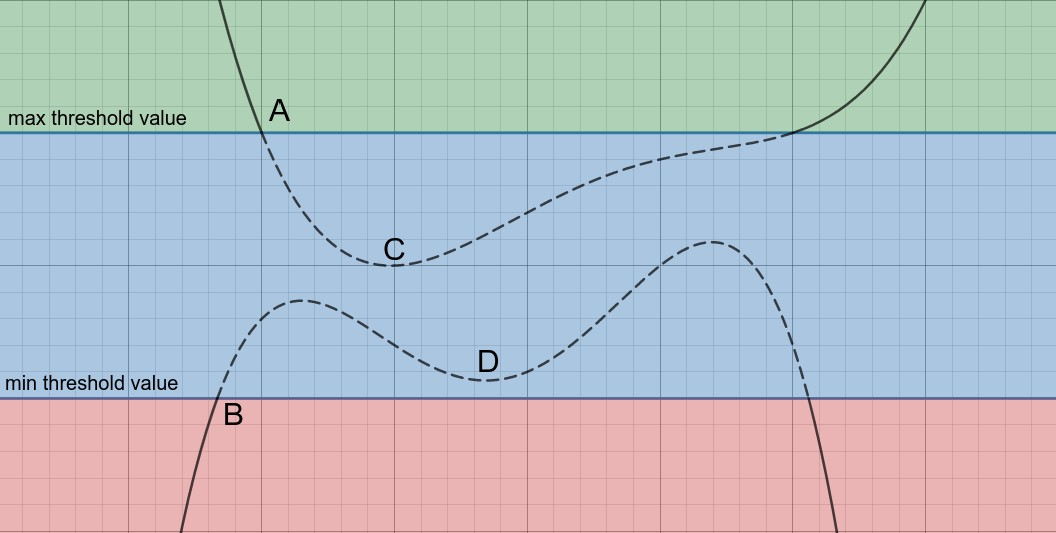 A
max threshold value
C
D
min threshold value
B